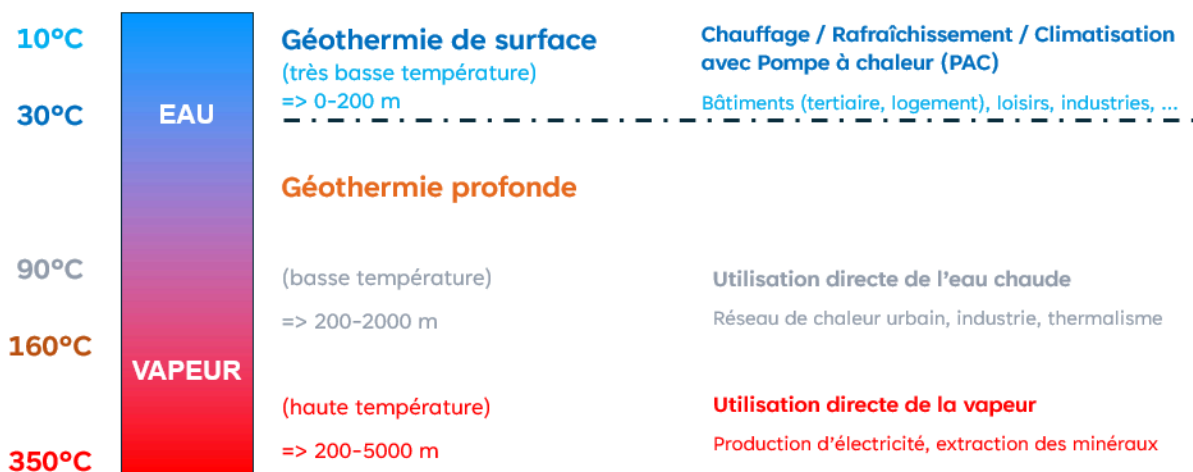 10°C
Géothermie de surface
Chauffage / Rafraîchissement / Climatisation
avec Pompe à chaleur (PAC)
(très basse température)
=> 0-200 m
Bâtiments (tertiaire, logement), loisirs, industries, ...
30°C
EAU
Géothermie profonde
90°C
(basse température)
Utilisation directe de l'eau chaude
=> 200-2000 m
Réseau de chaleur urbain, industrie, thermalisme
160°C
VAPEUR
(haute température)
Utilisation directe de la vapeur
=> 200-5000 m
Production d'électricité, extraction des minéraux
350°C